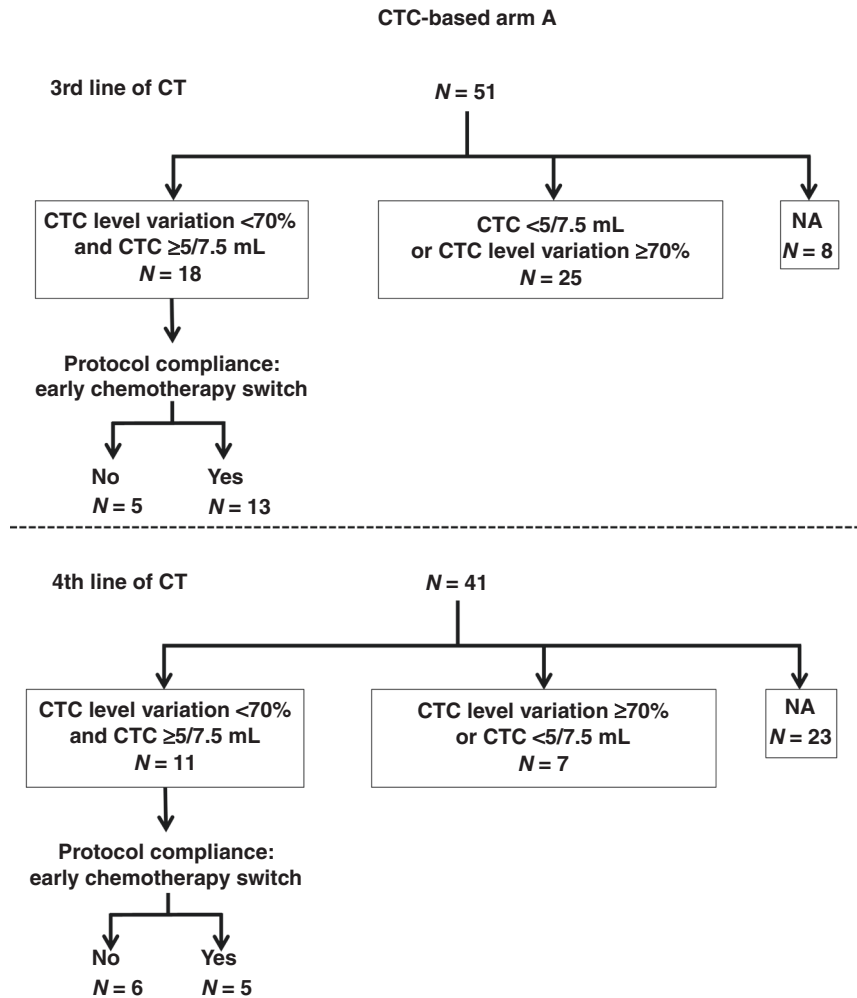 CTC-based arm A
3rd line of CT
N = 51
CTC level variation <70%
and CTC ≥5/7.5 mL
N = 18
CTC <5/7.5 mL
or CTC level variation ≥70%
N = 25
NA
N = 8
Protocol compliance:
early chemotherapy switch
No
N = 5
Yes
N = 13
4th line of CT
N = 41
CTC level variation <70%
and CTC ≥5/7.5 mL
N = 11
CTC level variation ≥70%
or CTC <5/7.5 mL
N = 7
NA
N = 23
Protocol compliance:
early chemotherapy switch
No
N = 6
Yes
N = 5